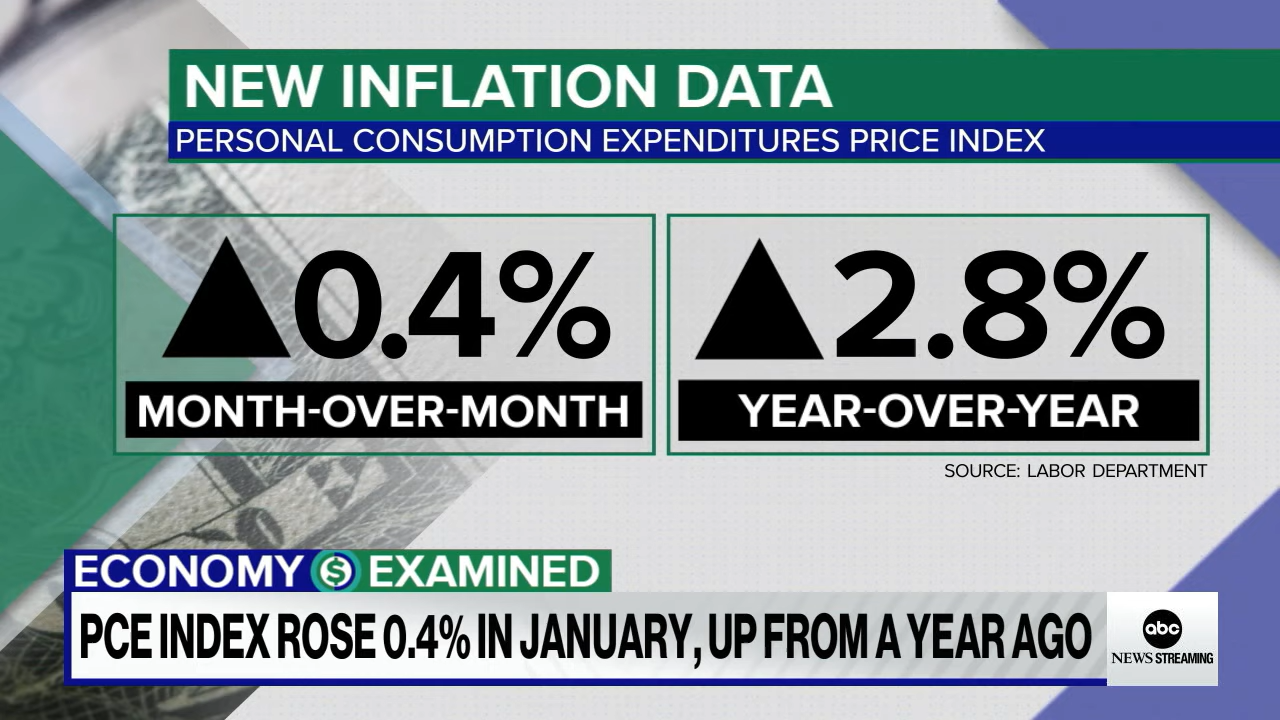 NEW INFLATION DATA
PERSONAL CONSUMPTION EXPENDITURES PRICE INDEX
▲0.4%
MONTH-OVER-MONTH
▲2.8%
YEAR-OVER-YEAR
SOURCE: LABOR DEPARTMENT
ECONOMY $ EXAMINED
PCE INDEX ROSE 0.4% IN JANUARY, UP FROM A YEAR AGO
abc
NEWS STREAMING